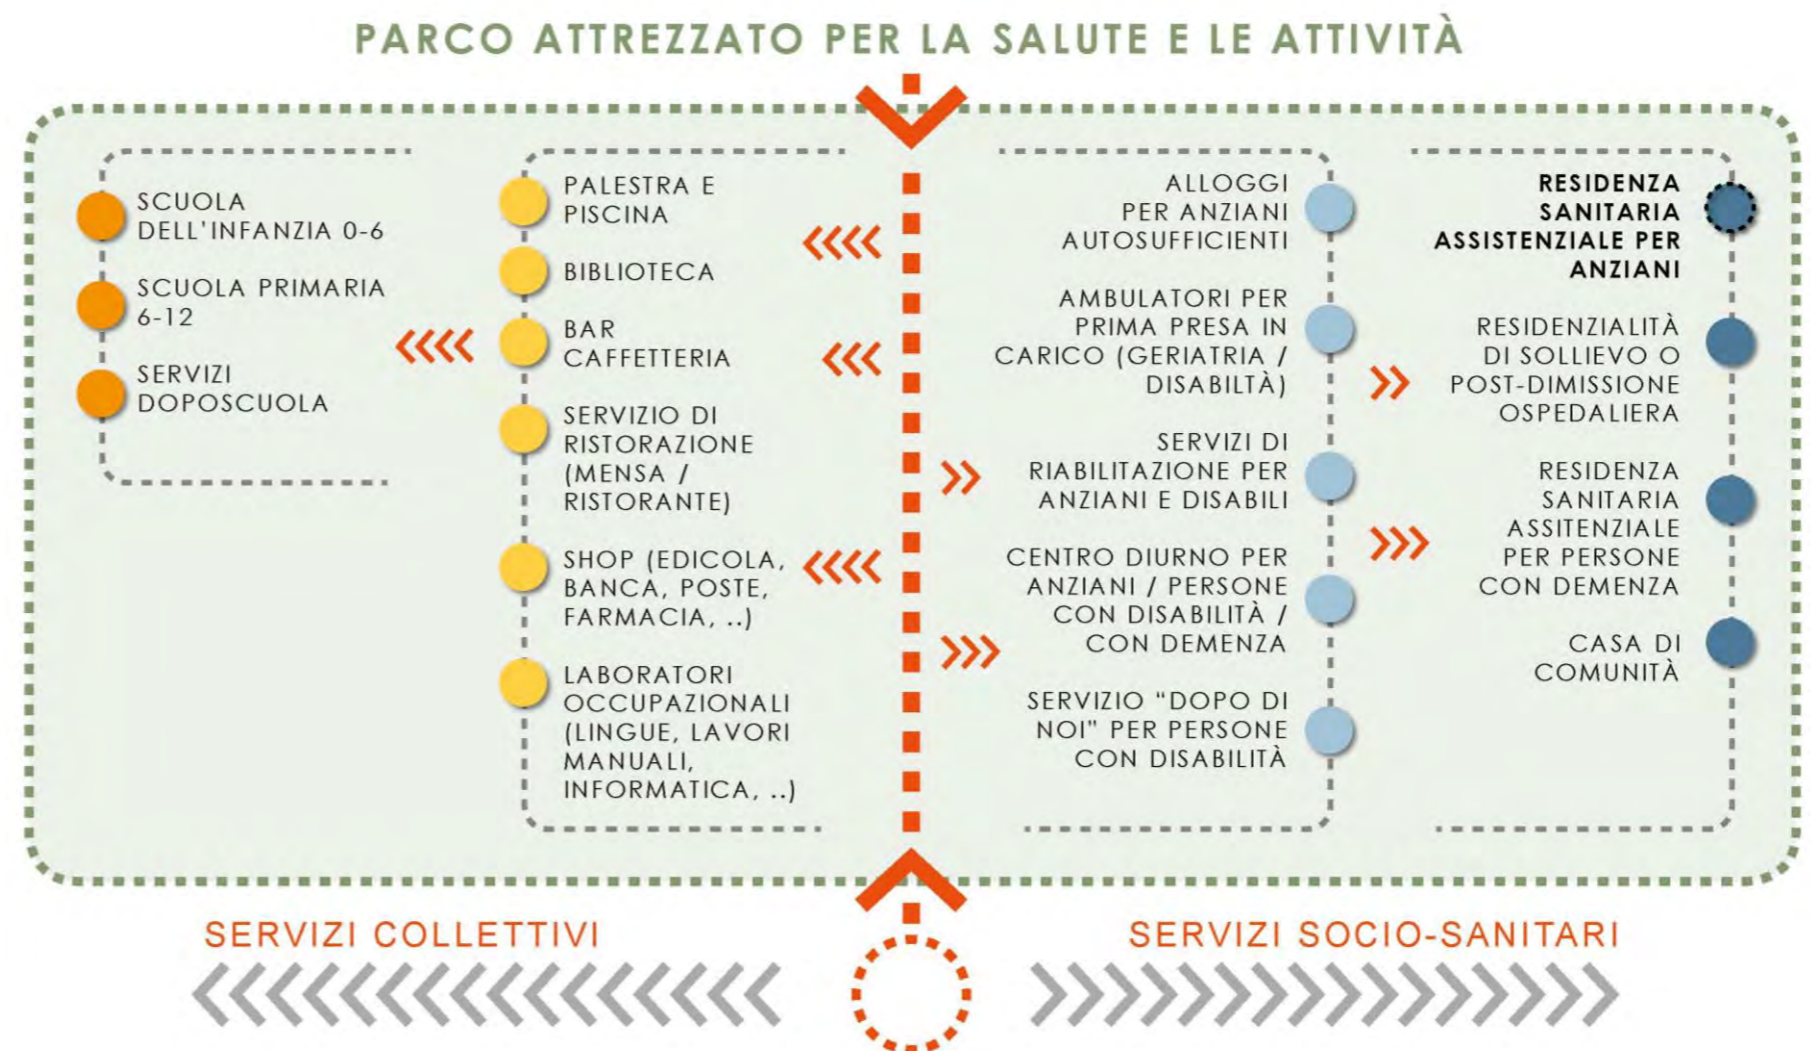 PARCO ATTREZZATO PER LA SALUTE E LE ATTIVITÀ
SCUOLA
DELL'INFANZIA 0-6
SCUOLA PRIMARIA
6-12
SERVIZI
DOPOSCUOLA
PALESTRA E
PISCINA
BIBLIOTECA
BAR
CAFFETTERIA
SERVIZIO DI
RISTORAZIONE
(MENSA /
RISTORANTE)
SHOP (EDICOLA,
BANCA, POSTE,
FARMACIA, ..)
LABORATORI
OCCUPAZIONALI
(LINGUE, LAVORI
MANUALI,
INFORMATICA, ..)
ALLOGGI
PER ANZIANI
AUTOSUFFICIENTI
AMBULATORI PER
PRIMA PRESA IN
CARICO (GERIATRIA /
DISABILTÀ)
SERVIZI DI
RIABILITAZIONE PER
ANZIANI E DISABILI
CENTRO DIURNO PER
ANZIANI / PERSONE
CON DISABILITÀ /
CON DEMENZA
SERVIZIO “DOPO DI
NOI" PER PERSONE
CON DISABILITÀ
RESIDENZA
SANITARIA
ASSISTENZIALE PER
ANZIANI
RESIDENZIALITÀ
DI SOLLIEVO O
POST-DIMISSIONE
OSPEDALIERA
RESIDENZA
SANITARIA
ASSITENZIALE
PER PERSONE
CON DEMENZA
CASA DI
COMUNITÀ
SERVIZI COLLETTIVI
SERVIZI SOCIO-SANITARI